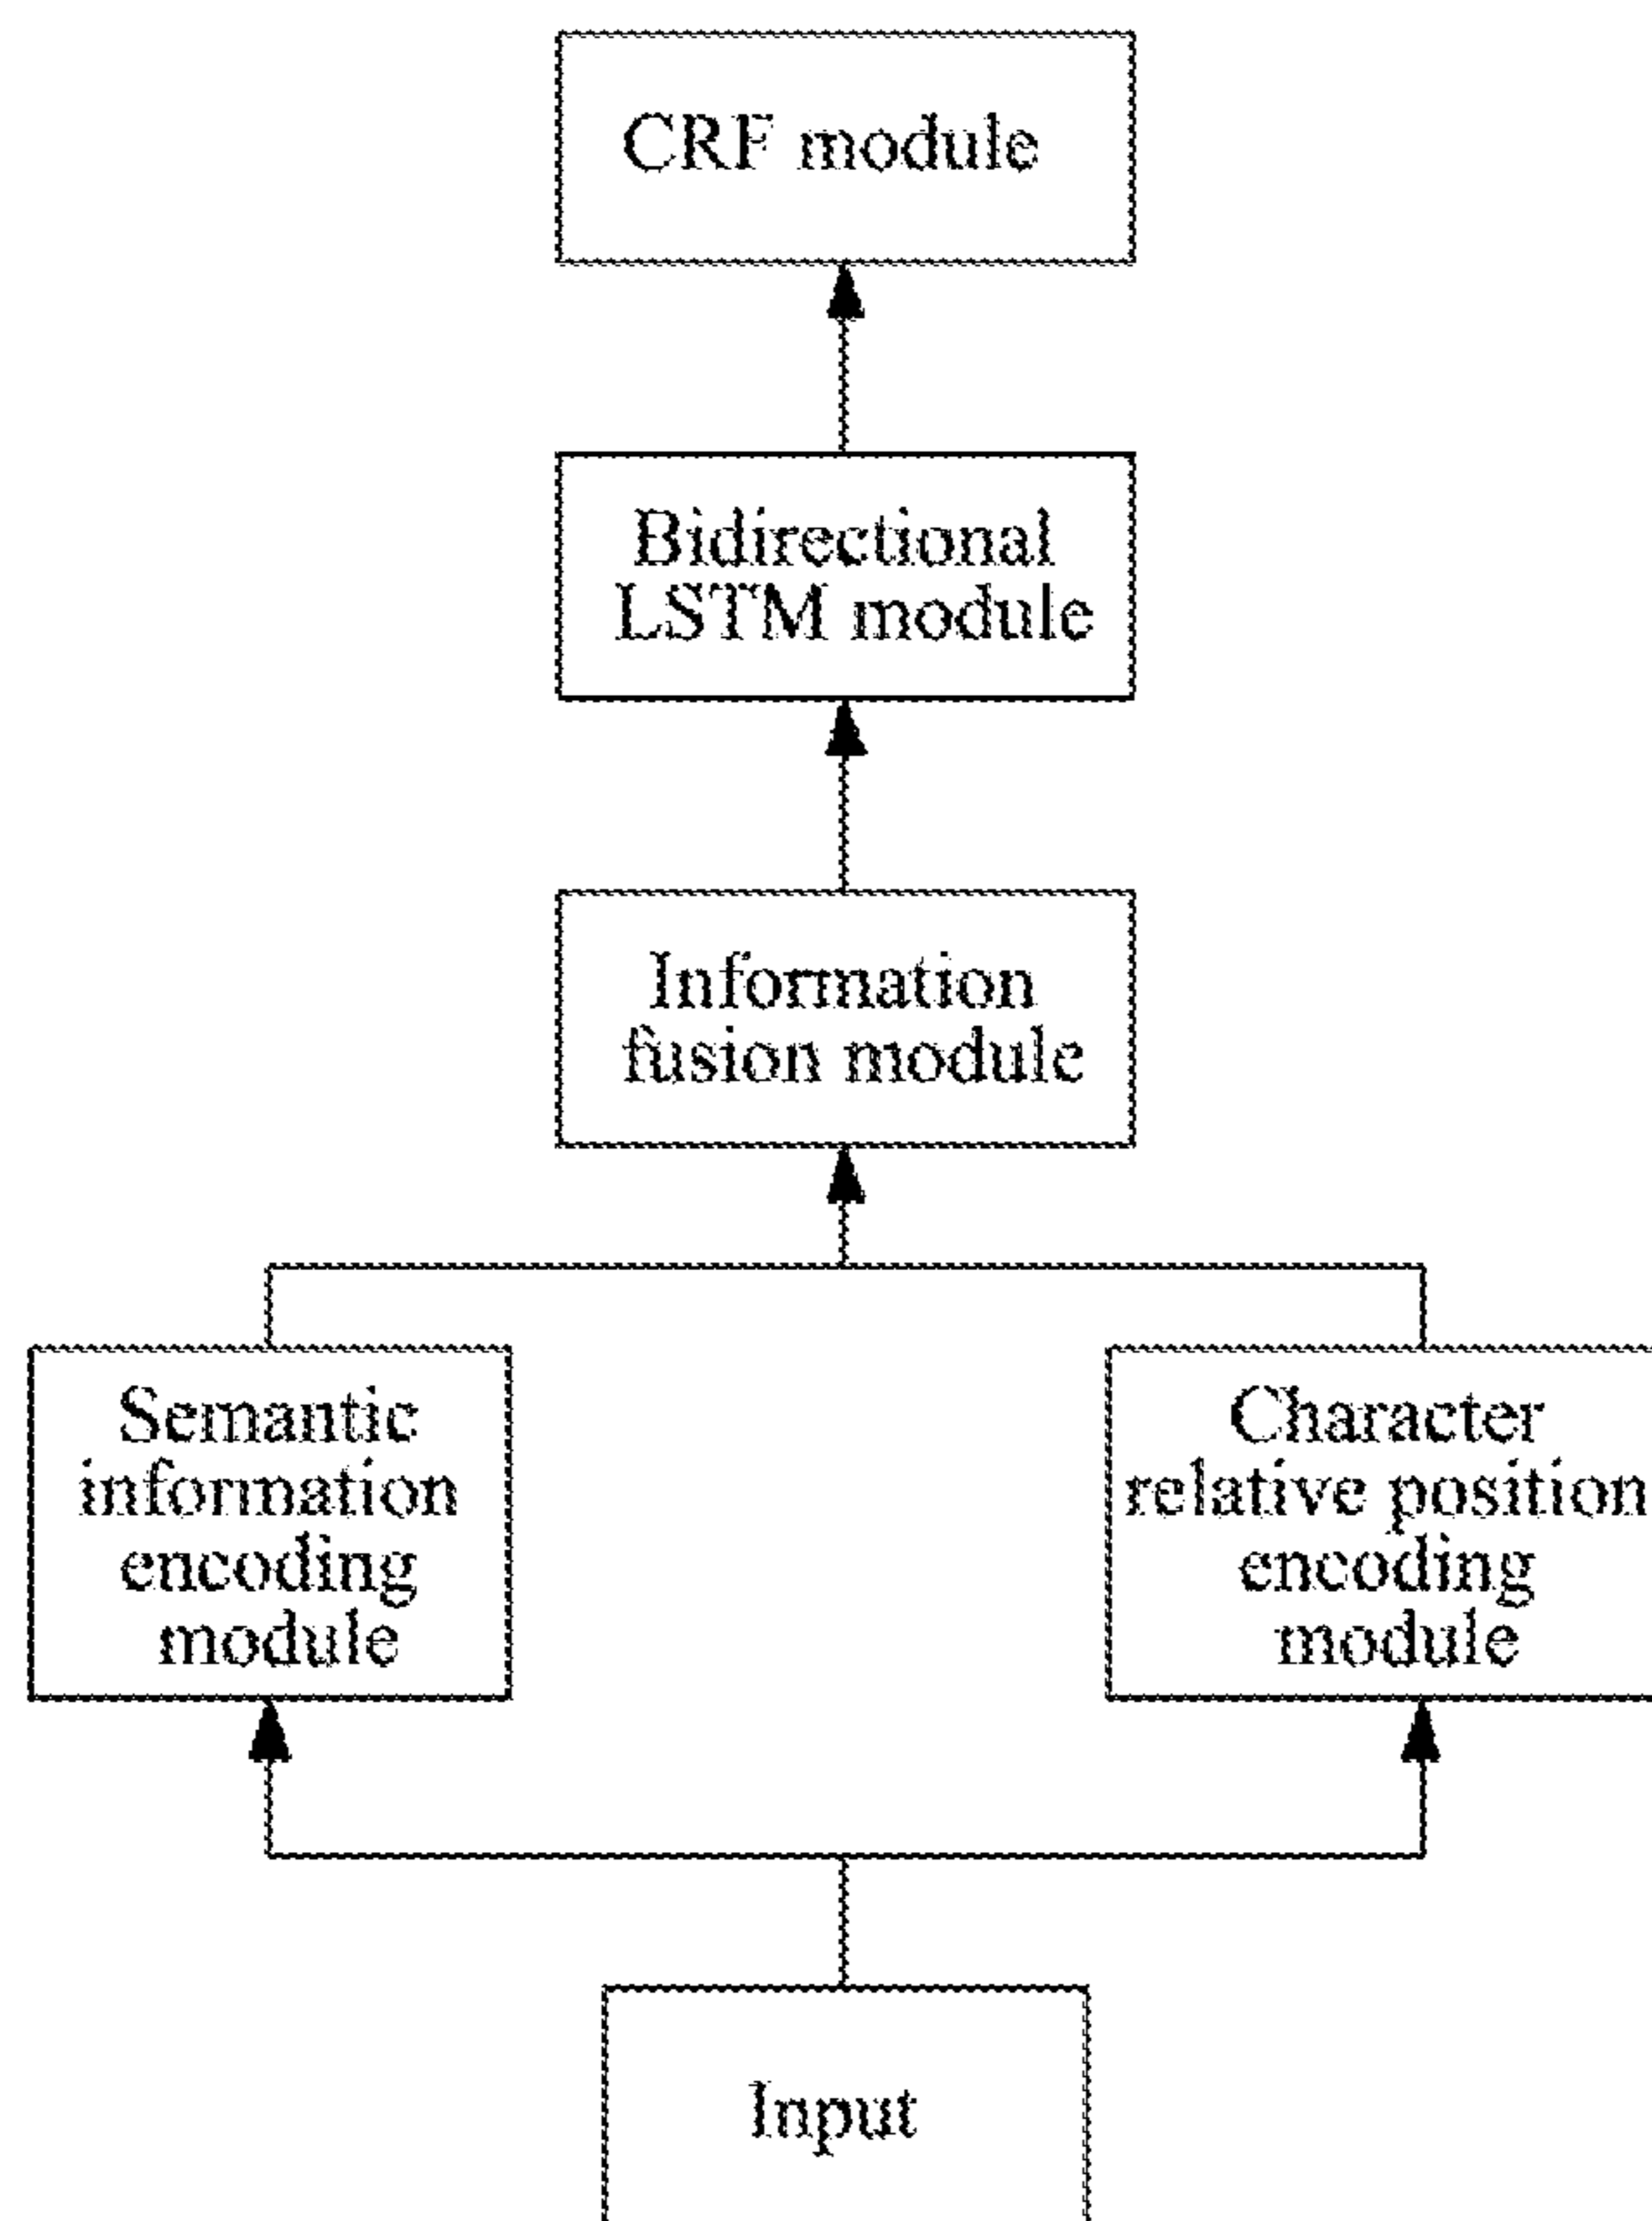 CRF module
Bidirectional
LSTM module
Information
fusion module
Semantic
information
encoding
module
Character
relative position
encoding
module
Input